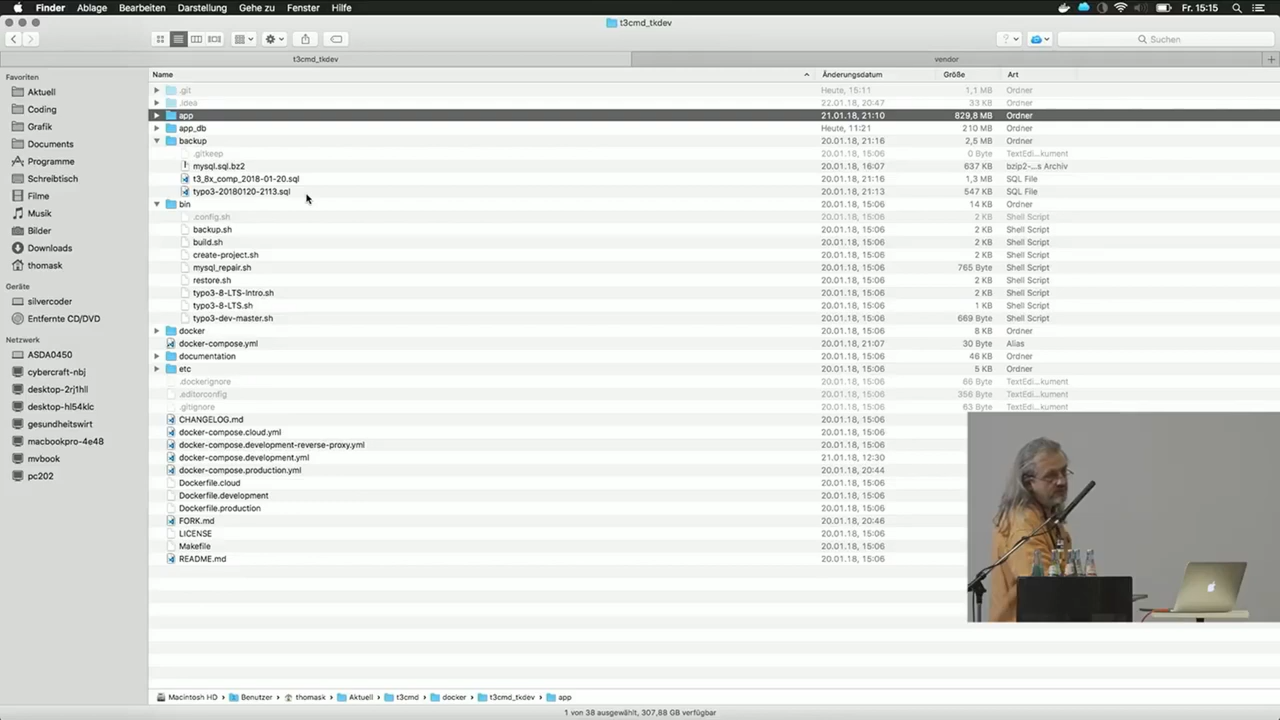 Finder Ablage Bearbeiten Darstellung Gehe zu Fenster Hilfe Fr. 15:15
t3cmd_tkdev
Suchen
t3cmd_tkdev vendor
Favoriten
Aktuell
Coding
Grafik
Documents
Programme
Schreibtisch
Filme
Musik
Bilder
Downloads
thomask
Geräte
silvercoder
Entfernte CD/DVD
Netzwerk
ASDA0450
cybercraft-nbj
desktop-2rj1hll
desktop-hl54klc
gesundheitswirt
macbookpro-4e48
mvbook
pc202
Name Änderungsdatum Größe Art
.git Heute, 15:11 1,1 MB Ordner
.idea 22.01.18, 20:47 33 KB Ordner
app 21.01.18, 21:10 829,8 MB Ordner
app_db Heute, 11:21 210 MB Ordner
backup 20.01.18, 21:16 2,5 MB Ordner
.gitkeep 20.01.18, 15:06 0 Byte TextEdi...kument
mysql.sql.bz2 20.01.18, 16:07 637 KB bzip2-...s Archiv
t3_8x_comp_2018-01-20.sql 20.01.18, 21:16 1,3 MB SQL File
typo3-20180120-2113.sql 20.01.18, 21:13 547 KB SQL File
bin 20.01.18, 15:06 14 KB Ordner
.config.sh 20.01.18, 15:06 2 KB Shell Script
backup.sh 20.01.18, 15:06 2 KB Shell Script
build.sh 20.01.18, 15:06 2 KB Shell Script
create-project.sh 20.01.18, 15:06 2 KB Shell Script
mysql_repair.sh 20.01.18, 15:06 765 Byte Shell Script
restore.sh 20.01.18, 15:06 2 KB Shell Script
typo3-8-LTS-Intro.sh 20.01.18, 15:06 2 KB Shell Script
typo3-8-LTS.sh 20.01.18, 15:06 1 KB Shell Script
typo3-dev-master.sh 20.01.18, 15:06 669 Byte Shell Script
docker 20.01.18, 15:06 8 KB Ordner
docker-compose.yml 20.01.18, 21:07 30 Byte Alias
documentation 20.01.18, 15:06 46 KB Ordner
etc 20.01.18, 15:06 5 KB Ordner
.dockerignore 20.01.18, 15:06 66 Byte TextEdi...kument
.editorconfig 20.01.18, 15:06 356 Byte TextEdi...kument
.gitignore 20.01.18, 15:06 63 Byte TextEdi...kument
CHANGELOG.md 20.01.18, 15:06
docker-compose.cloud.yml 20.01.18, 15:06
docker-compose.development-reverse-proxy.yml 20.01.18, 15:06
docker-compose.development.yml 21.01.18, 12:30
docker-compose.production.yml 20.01.18, 20:44
Dockerfile.cloud 20.01.18, 15:06
Dockerfile.development 20.01.18, 15:06
Dockerfile.production 20.01.18, 15:06
FORK.md 20.01.18, 20:46
LICENSE 20.01.18, 15:06
Makefile 20.01.18, 15:06
README.md 20.01.18, 15:06
Macintosh HD Benutzer thomask Aktuell t3cmd docker t3cmd_tkdev app
1 von 38 ausgewählt, 307,88 GB verfügbar